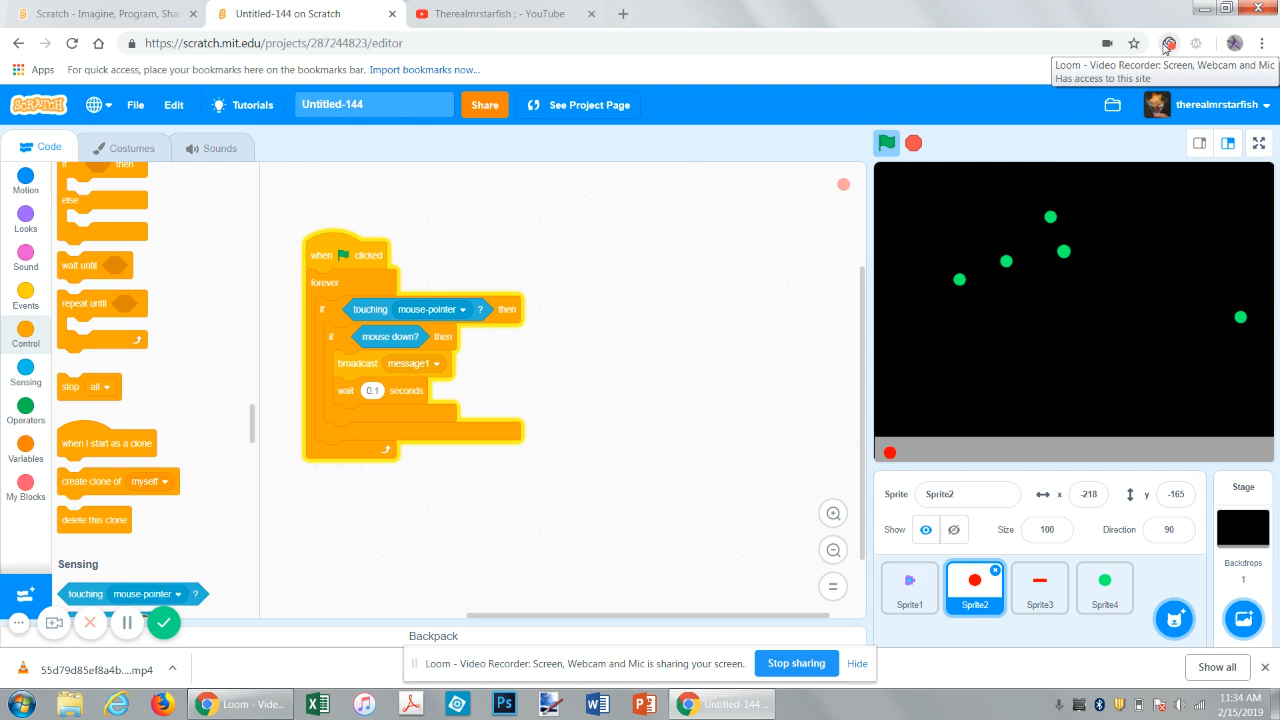 Scratch - Imagine, Program, Sha
Untitled-144 on Scratch
Therealmrstarfish ; - YouTube
https://scratch.mit.edu/projects/287244823/editor
Apps
For quick access, place your bookmarks here on the bookmarks bar. Import bookmarks now...
Loom - Video Recorder: Screen, Webcam and Mic
Has access to this site
SCRATCH
File
Edit
Tutorials
Untitled-144
Share
See Project Page
therealmrstarfish
Code
Costumes
Sounds
Motion
Looks
Sound
Events
Control
Sensing
Operators
Variables
My Blocks
if then
else
wait until
repeat until
stop all
when I start as a clone
create clone of myself
delete this clone
Sensing
touching mouse-pointer ?
when clicked
forever
if touching mouse-pointer ? then
if mouse down? then
broadcast message1
wait 0.1 seconds
Sprite Sprite2 x -218 y -165
Show Size 100 Direction 90
Sprite1
Sprite2
Sprite3
Sprite4
Stage
Backdrops
1
Backpack
Loom - Video Recorder: Screen, Webcam and Mic is sharing your screen.
Stop sharing
Hide
55d79d85ef8a4b....mp4
Show all
Loom - Vide...
Untitled-144 ...
11:34 AM
2/15/2019